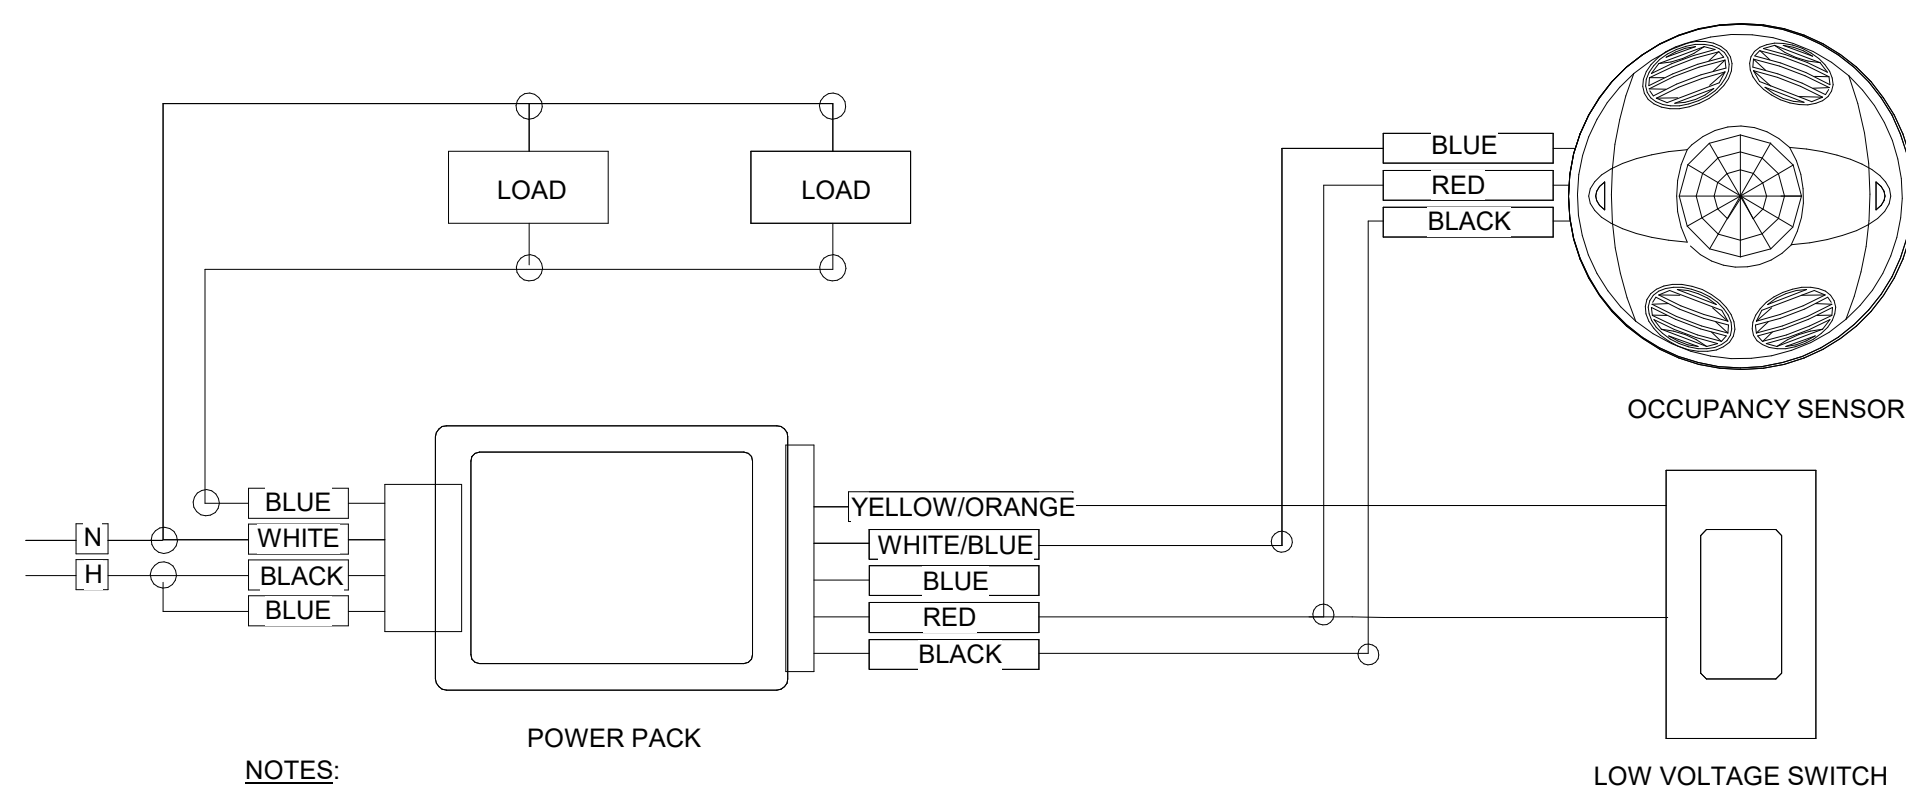 LOAD
LOAD
BLUE
RED
BLACK
OCCUPANCY SENSOR
BLUE
N
WHITE
H
BLACK
BLUE
YELLOW/ORANGE
WHITE/BLUE
BLUE
RED
BLACK
POWER PACK
NOTES:
LOW VOLTAGE SWITCH